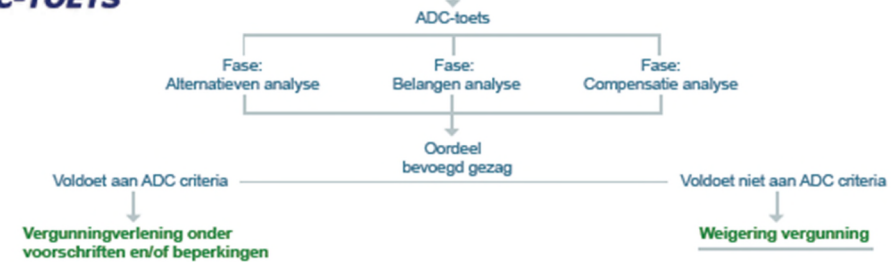 C-TOETS
ADC-toets
Fase:
Alternatieven analyse
Fase:
Belangen analyse
Fase:
Compensatie analyse
Oordeel
bevoegd gezag
Voldoet aan ADC criteria
Voldoet niet aan ADC criteria
Vergunningverlening onder
voorschriften en/of beperkingen
Weigering vergunning